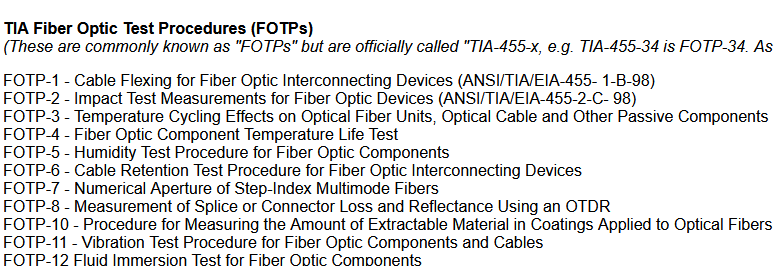 TIA Fiber Optic Test Procedures (FOTPs)
(These are commonly known as "FOTPs" but are officially called "TIA-455-x, e.g. TIA-455-34 is FOTP-34. As
FOTP-1 - Cable Flexing for Fiber Optic Interconnecting Devices (ANSI/TIA/EIA-455- 1-B-98)
FOTP-2 - Impact Test Measurements for Fiber Optic Devices (ANSI/TIA/EIA-455-2-C- 98)
FOTP-3 - Temperature Cycling Effects on Optical Fiber Units, Optical Cable and Other Passive Components
FOTP-4 - Fiber Optic Component Temperature Life Test
FOTP-5 - Humidity Test Procedure for Fiber Optic Components
FOTP-6 - Cable Retention Test Procedure for Fiber Optic Interconnecting Devices
FOTP-7 - Numerical Aperture of Step-Index Multimode Fibers
FOTP-8 - Measurement of Splice or Connector Loss and Reflectance Using an OTDR
FOTP-10 - Procedure for Measuring the Amount of Extractable Material in Coatings Applied to Optical Fibers
FOTP-11 - Vibration Test Procedure for Fiber Optic Components and Cables
FOTP-12 Fluid Immersion Test for Fiber Optic Components